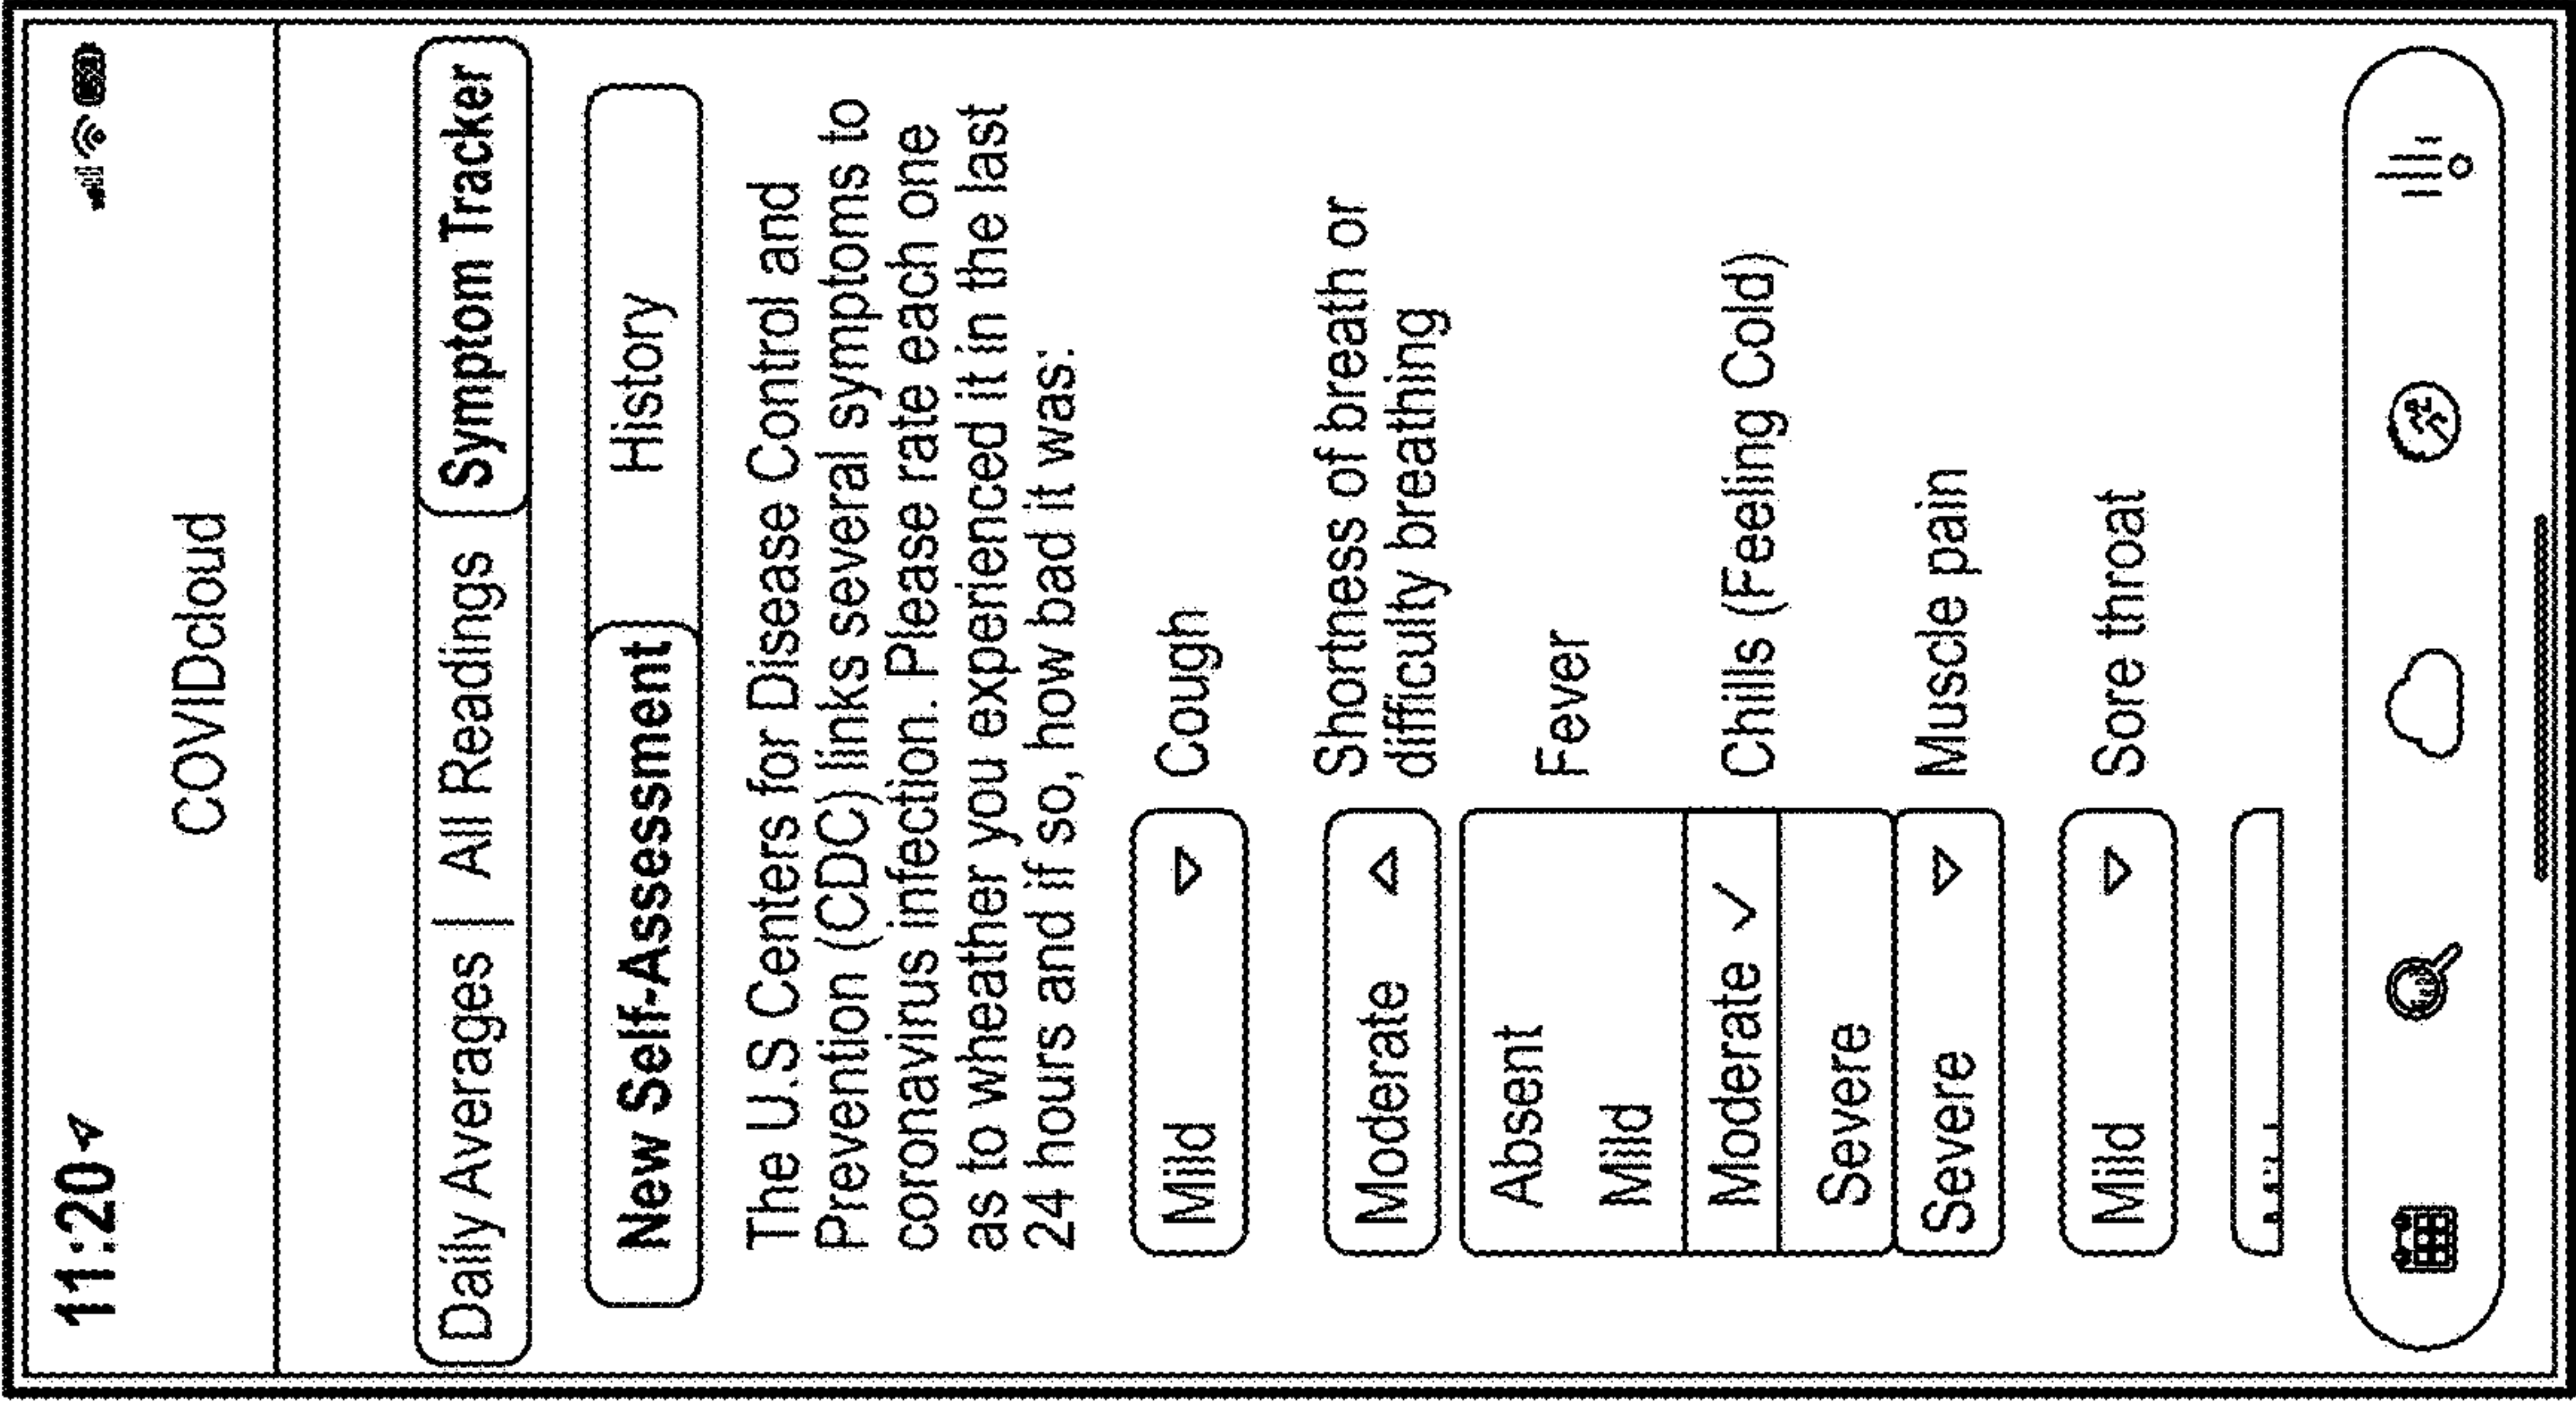 11:20
COVIDcloud
Daily Averages | All Readings | Symptom Tracker
New Self-Assessment History
The U.S Centers for Disease Control and
Prevention (CDC) links several symptoms to
coronavirus infection. Please rate each one
as to wheather you experienced it in the last
24 hours and if so, how bad it was:
Mild Cough
Moderate Shortness of breath or
difficulty breathing
Absent Fever
Mild
Moderate ✓ Chills (Feeling Cold)
Severe
Severe Muscle pain
Mild Sore throat